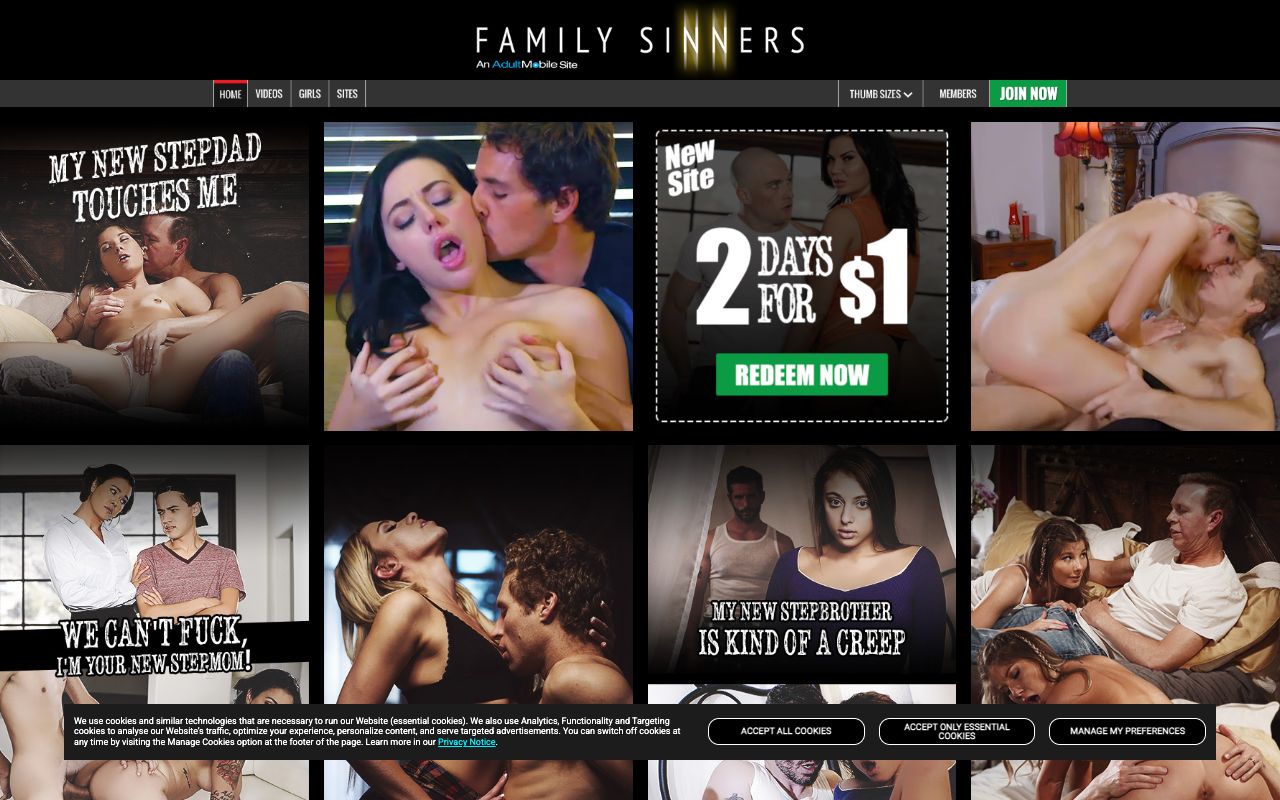 FAMILY SINNERS
An AdultMobile Site
HOME
VIDEOS
GIRLS
SITES
THUMB SIZES
MEMBERS
JOIN NOW
MY NEW STEPDAD
TOUCHES ME
New
Site
2 DAYS FOR $1
REDEEM NOW
WE CAN'T FUCK,
I'M YOUR NEW STEPMOM!
MY NEW STEPBROTHER
IS KIND OF A CREEP
We use cookies and similar technologies that are necessary to run our Website (essential cookies). We also use Analytics, Functionality and Targeting
cookies to analyse our Website's traffic, optimize your experience, personalize content, and serve targeted advertisements. You can switch off cookies at
any time by visiting the Manage Cookies option at the footer of the page. Learn more in our Privacy Notice.
ACCEPT ALL COOKIES
ACCEPT ONLY ESSENTIAL
COOKIES
MANAGE MY PREFERENCES